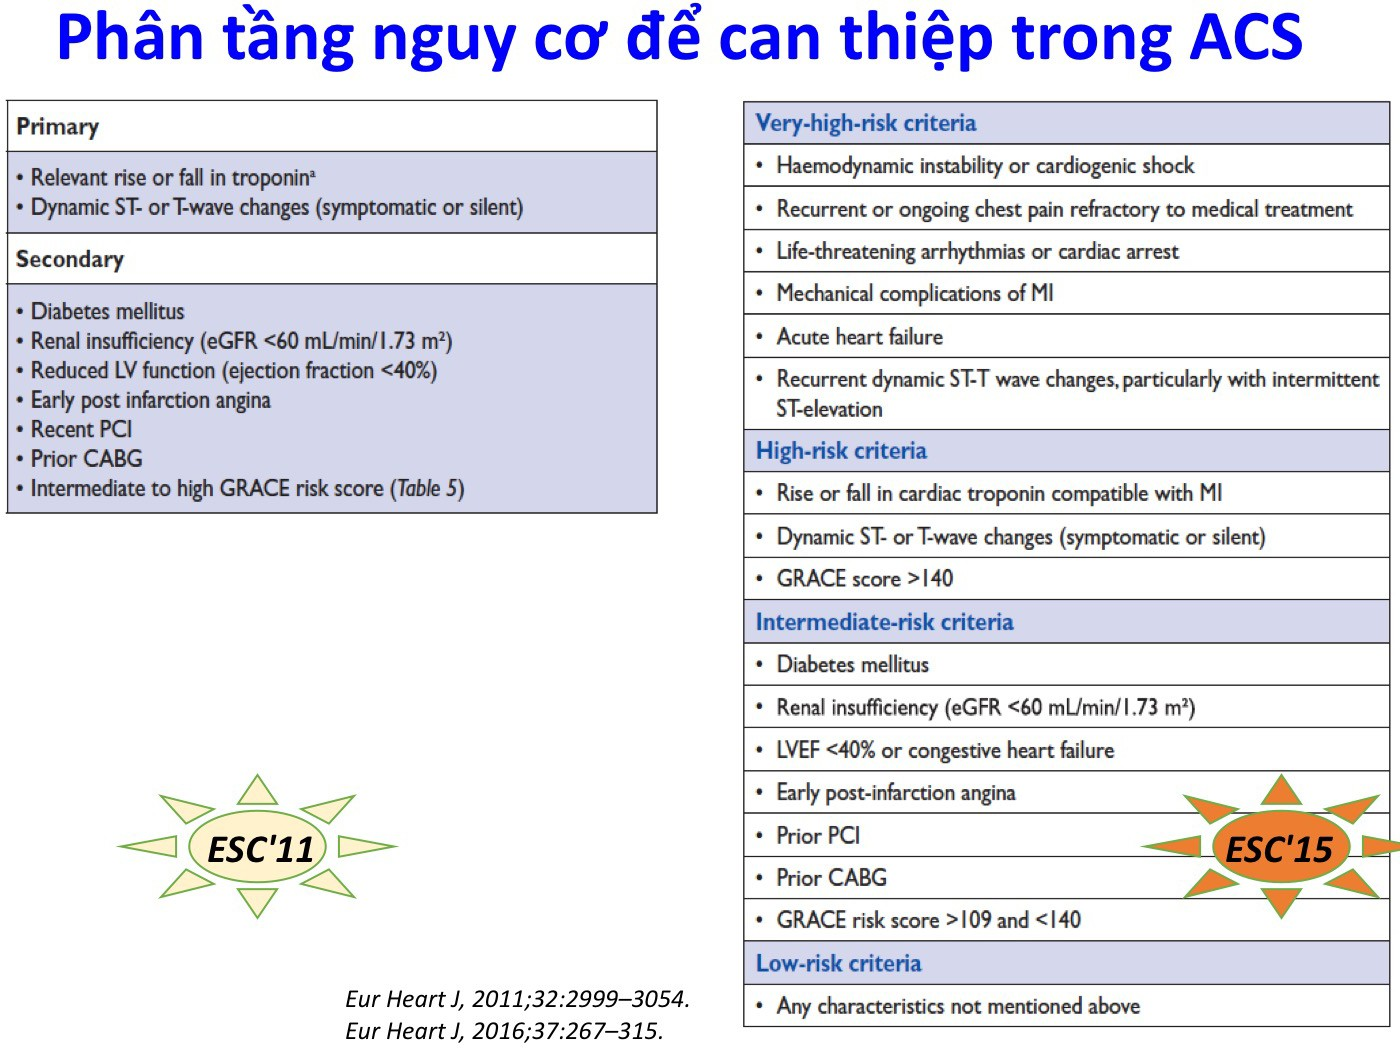 Phân tầng nguy cơ để can thiệp trong ACS
Primary
• Relevant rise or fall in troponinᵃ
• Dynamic ST- or T-wave changes (symptomatic or silent)
Secondary
• Diabetes mellitus
• Renal insufficiency (eGFR <60 mL/min/1.73 m²)
• Reduced LV function (ejection fraction <40%)
• Early post infarction angina
• Recent PCI
• Prior CABG
• Intermediate to high GRACE risk score (Table 5)
ESC'11
Very-high-risk criteria
• Haemodynamic instability or cardiogenic shock
• Recurrent or ongoing chest pain refractory to medical treatment
• Life-threatening arrhythmias or cardiac arrest
• Mechanical complications of MI
• Acute heart failure
• Recurrent dynamic ST-T wave changes, particularly with intermittent
ST-elevation
High-risk criteria
• Rise or fall in cardiac troponin compatible with MI
• Dynamic ST- or T-wave changes (symptomatic or silent)
• GRACE score >140
Intermediate-risk criteria
• Diabetes mellitus
• Renal insufficiency (eGFR <60 mL/min/1.73 m²)
• LVEF <40% or congestive heart failure
• Early post-infarction angina
• Prior PCI
• Prior CABG
• GRACE risk score >109 and <140
Low-risk criteria
• Any characteristics not mentioned above
ESC'15
Eur Heart J, 2011;32:2999–3054.
Eur Heart J, 2016;37:267–315.